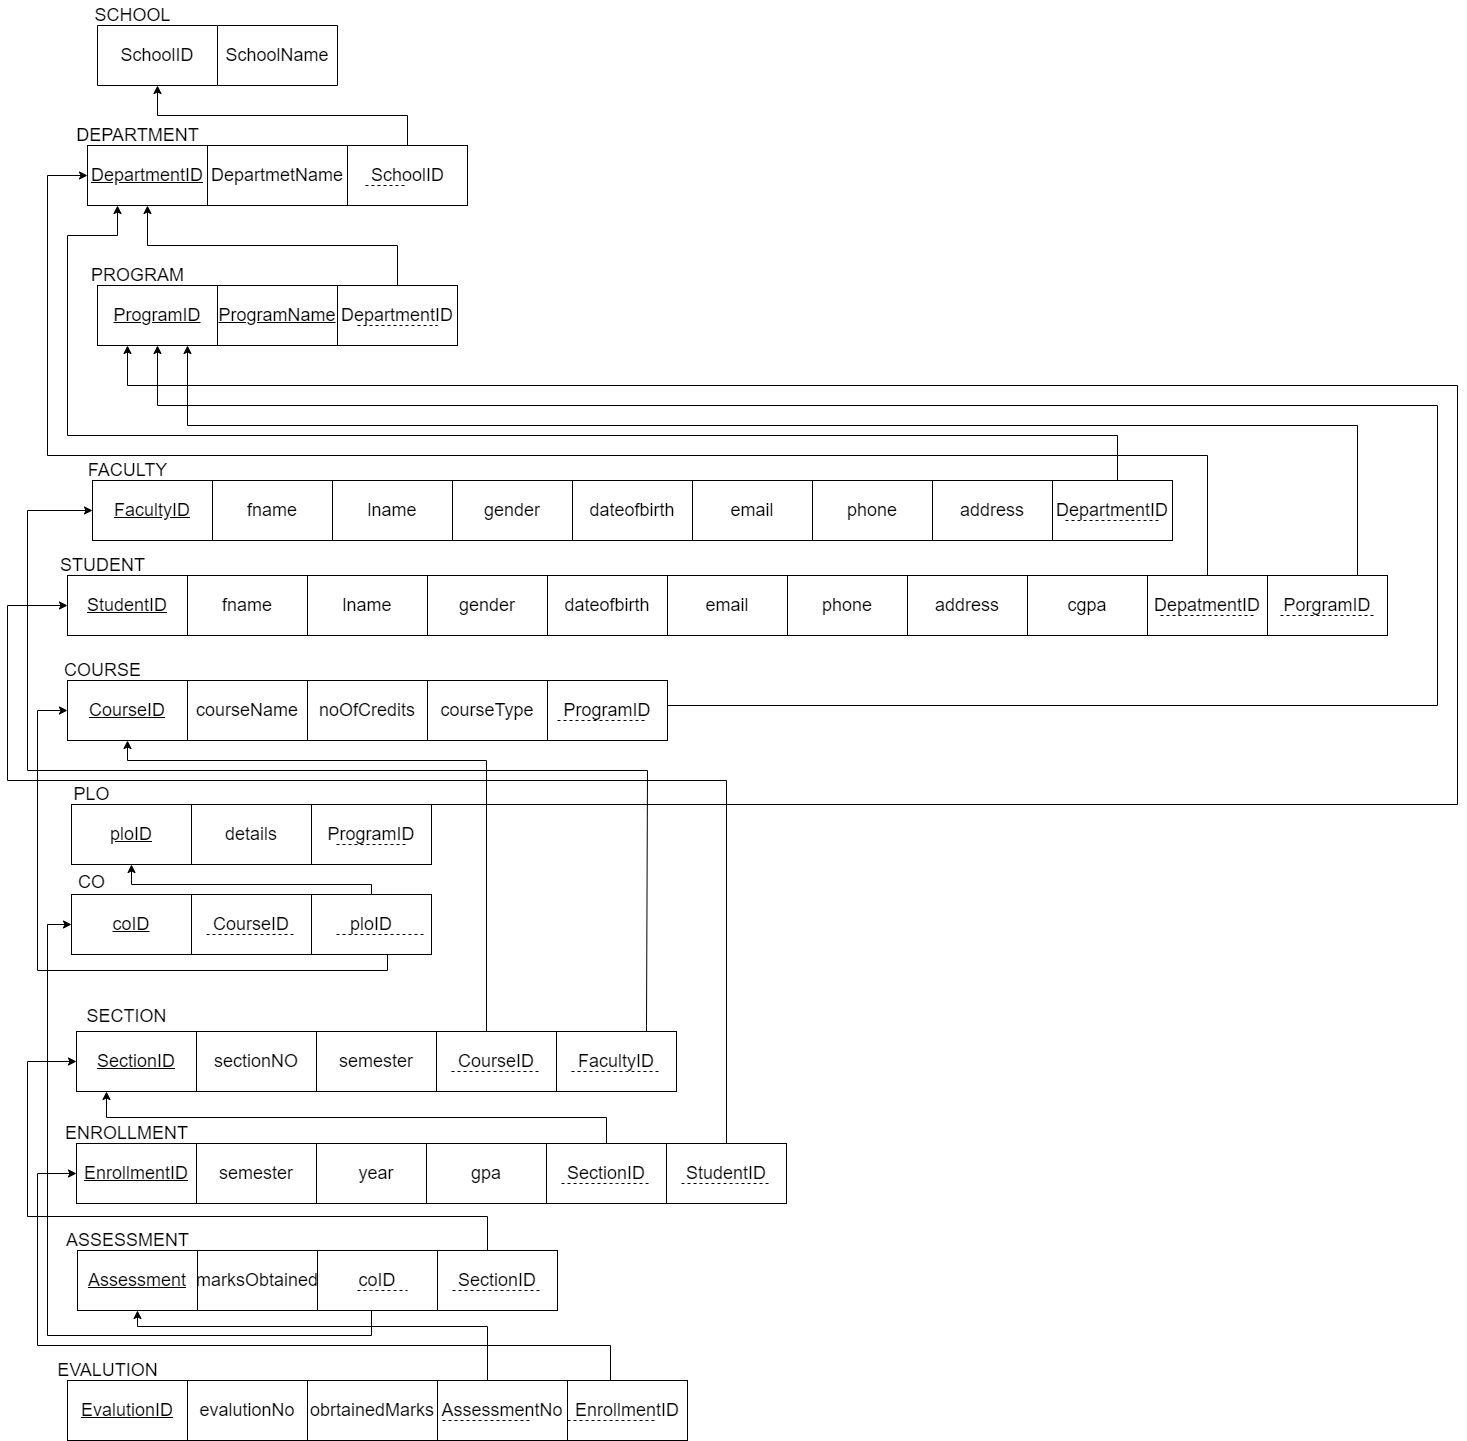 SCHOOL
SchoolID SchoolName
DEPARTMENT
DepartmentID DepartmetName SchoolID
PROGRAM
ProgramID ProgramName DepartmentID
FACULTY
FacultyID fname lname gender dateofbirth email phone address DepartmentID
STUDENT
StudentID fname lname gender dateofbirth email phone address cgpa DepatmentID PorgramID
COURSE
CourseID courseName noOfCredits courseType ProgramID
PLO
ploID details ProgramID
CO
coID CourseID ploID
SECTION
SectionID sectionNO semester CourseID FacultyID
ENROLLMENT
EnrollmentID semester year gpa SectionID StudentID
ASSESSMENT
Assessment marksObtained coID SectionID
EVALUTION
EvalutionID evalutionNo obrtainedMarks AssessmentNo EnrollmentID